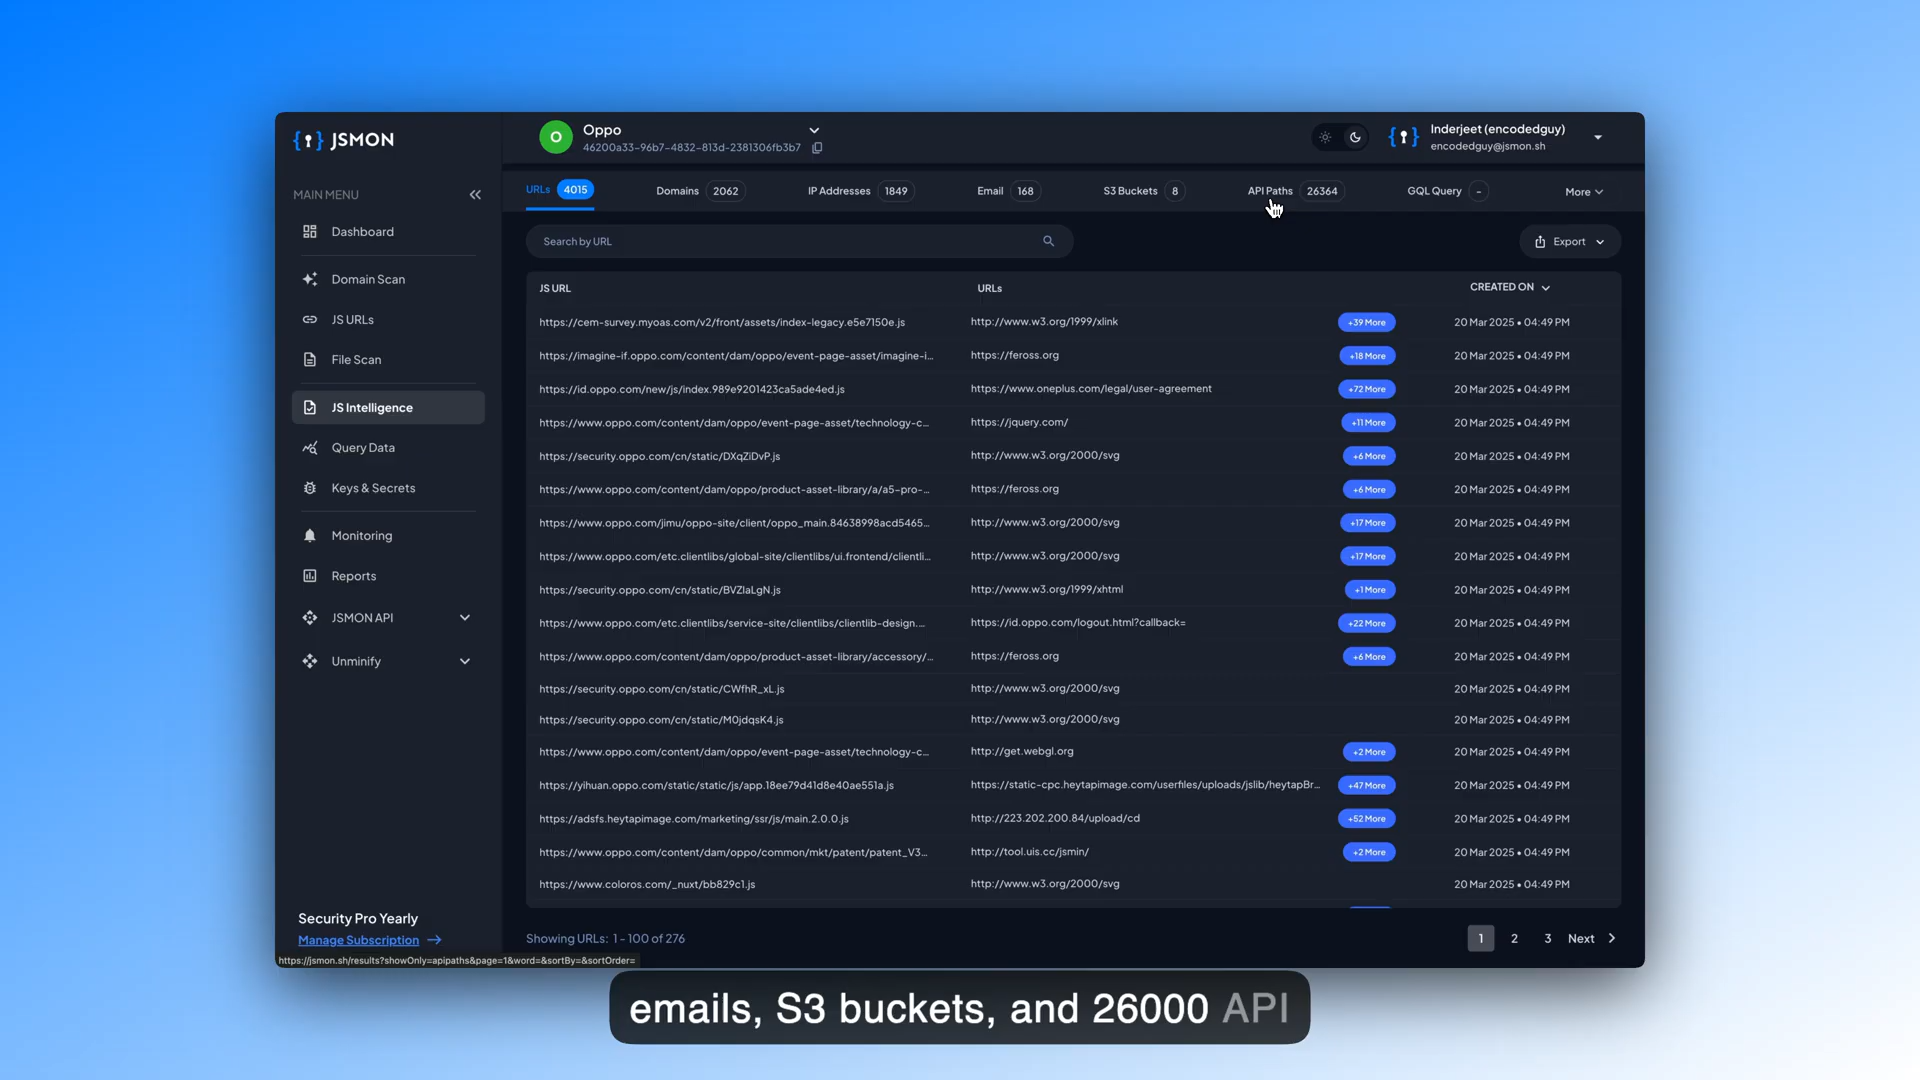 JSMON
Oppo
46200a33-96b7-4832-813d-2381306fb3b7
Inderjeet (encodedguy)
encodedguy@jsmon.sh
MAIN MENU
Dashboard
Domain Scan
JS URLs
File Scan
JS Intelligence
Query Data
Keys & Secrets
Monitoring
Reports
JSMON API
Unminify
Security Pro Yearly
Manage Subscription
https://jsmon.sh/results?showOnly=apipaths&page=1&word=&sortBy=&sortOrder=
URLs 4015 Domains 2062 IP Addresses 1849 Email 168 S3 Buckets 8 API Paths 26364 GQL Query - More
Search by URL Export
JS URL URLs CREATED ON
https://cem-survey.myoas.com/v2/front/assets/index-legacy.e5e7150e.js http://www.w3.org/1999/xlink +39 More 20 Mar 2025 • 04:49 PM
https://imagine-if.oppo.com/content/dam/oppo/event-page-asset/imagine-i... https://feross.org +18 More 20 Mar 2025 • 04:49 PM
https://id.oppo.com/new/js/index.989e9201423ca5ade4ed.js https://www.oneplus.com/legal/user-agreement +72 More 20 Mar 2025 • 04:49 PM
https://www.oppo.com/content/dam/oppo/event-page-asset/technology-c... https://jquery.com/ +11 More 20 Mar 2025 • 04:49 PM
https://security.oppo.com/cn/static/DXqZiDvP.js http://www.w3.org/2000/svg +6 More 20 Mar 2025 • 04:49 PM
https://www.oppo.com/content/dam/oppo/product-asset-library/a/a5-pro-... https://feross.org +6 More 20 Mar 2025 • 04:49 PM
https://www.oppo.com/jimu/oppo-site/client/oppo_main.84638998acd5465... http://www.w3.org/2000/svg +17 More 20 Mar 2025 • 04:49 PM
https://www.oppo.com/etc.clientlibs/global-site/clientlibs/ui.frontend/clientli... http://www.w3.org/2000/svg +17 More 20 Mar 2025 • 04:49 PM
https://security.oppo.com/cn/static/BVZlaLgN.js http://www.w3.org/1999/xhtml +1 More 20 Mar 2025 • 04:49 PM
https://www.oppo.com/etc.clientlibs/service-site/clientlibs/clientlib-design.... https://id.oppo.com/logout.html?callback= +22 More 20 Mar 2025 • 04:49 PM
https://www.oppo.com/content/dam/oppo/product-asset-library/accessory/... https://feross.org +6 More 20 Mar 2025 • 04:49 PM
https://security.oppo.com/cn/static/CWfhR_xL.js http://www.w3.org/2000/svg 20 Mar 2025 • 04:49 PM
https://security.oppo.com/cn/static/M0jdqsK4.js http://www.w3.org/2000/svg 20 Mar 2025 • 04:49 PM
https://www.oppo.com/content/dam/oppo/event-page-asset/technology-c... http://get.webgl.org +2 More 20 Mar 2025 • 04:49 PM
https://yihuan.oppo.com/static/static/js/app.18ee79d41d8e40ae551a.js https://static-cpc.heytapimage.com/userfiles/uploads/jslib/heytapBr... +47 More 20 Mar 2025 • 04:49 PM
https://adsfs.heytapimage.com/marketing/ssr/js/main.2.0.0.js http://223.202.200.84/upload/cd +52 More 20 Mar 2025 • 04:49 PM
https://www.oppo.com/content/dam/oppo/common/mkt/patent/patent_V3... http://tool.uis.cc/jsmin/ +2 More 20 Mar 2025 • 04:49 PM
https://www.coloros.com/_nuxt/bb829c1.js http://www.w3.org/2000/svg 20 Mar 2025 • 04:49 PM
Showing URLs: 1 - 100 of 276 1 2 3 Next
emails, S3 buckets, and 26000 API